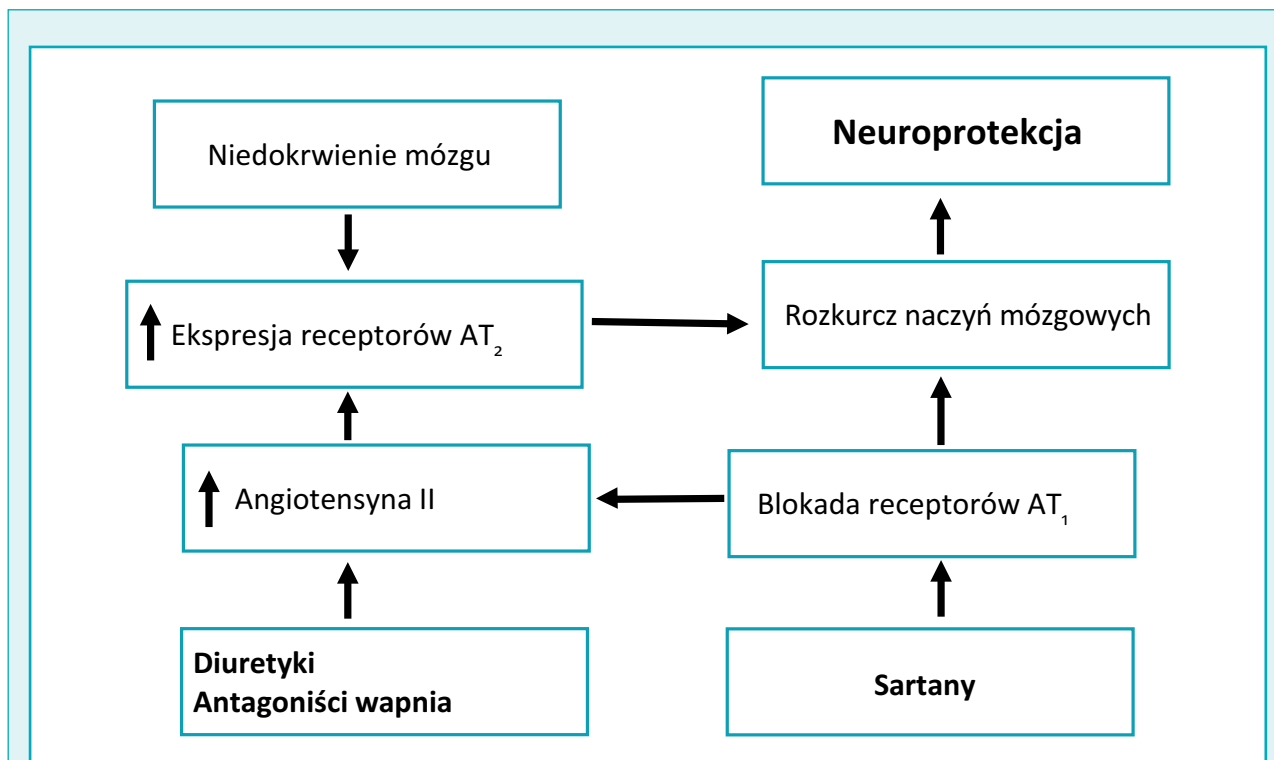 Niedokrwienie mózgu
Neuroprotekcja
Ekspresja receptorów AT₂
Rozkurcz naczyń mózgowych
Angiotensyna II
Blokada receptorów AT₁
Diuretyki
Antagoniści wapnia
Sartany